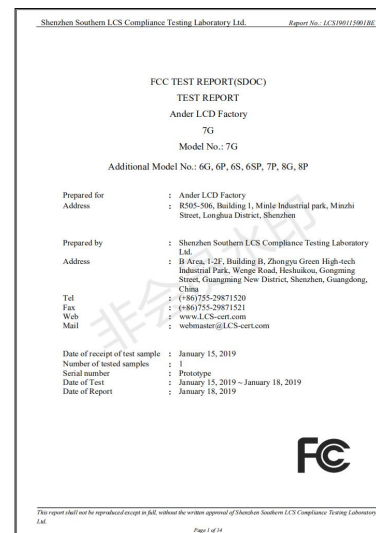 Shenzhen Southern LCS Compliance Testing Laboratory Ltd. Report No.: LCS190115001BE
FCC TEST REPORT(SDOC)
TEST REPORT
Ander LCD Factory
7G
Model No.: 7G
Additional Model No.: 6G, 6P, 6S, 6SP, 7P, 8G, 8P
Prepared for : Ander LCD Factory
Address : R505-506, Building 1, Minle Industrial park, Minzhi
Street, Longhua District, Shenzhen
Prepared by : Shenzhen Southern LCS Compliance Testing Laboratory
Ltd.
Address : B Area, 1-2F, Building B, Zhongyu Green High-tech
Industrial Park, Wenge Road, Heshuikou, Gongming
Street, Guangming New District, Shenzhen, Guangdong,
China
Tel : (+86)755-29871520
Fax : (+86)755-29871521
Web : www.LCS-cert.com
Mail : webmaster@LCS-cert.com
Date of receipt of test sample : January 15, 2019
Number of tested samples : 1
Serial number : Prototype
Date of Test : January 15, 2019 ~ January 18, 2019
Date of Report : January 18, 2019
非会员水印
FC
This report shall not be reproduced except in full, without the written approval of Shenzhen Southern LCS Compliance Testing Laboratory
Ltd.
Page 1 of 14